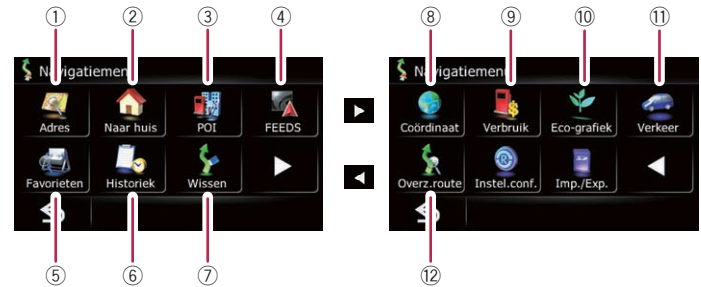 ① ② ③ ④ ⑧ ⑨ ⑩ ⑪
Navigatiemenu
Adres Naar huis POI FEEDS
Favorieten Historiek Wissen
⑤ ⑥ ⑦
Navigatiemenu
Coördinaat Verbruik Eco-grafiek Verkeer
Overz.route Instel.conf. Imp./Exp.
⑫